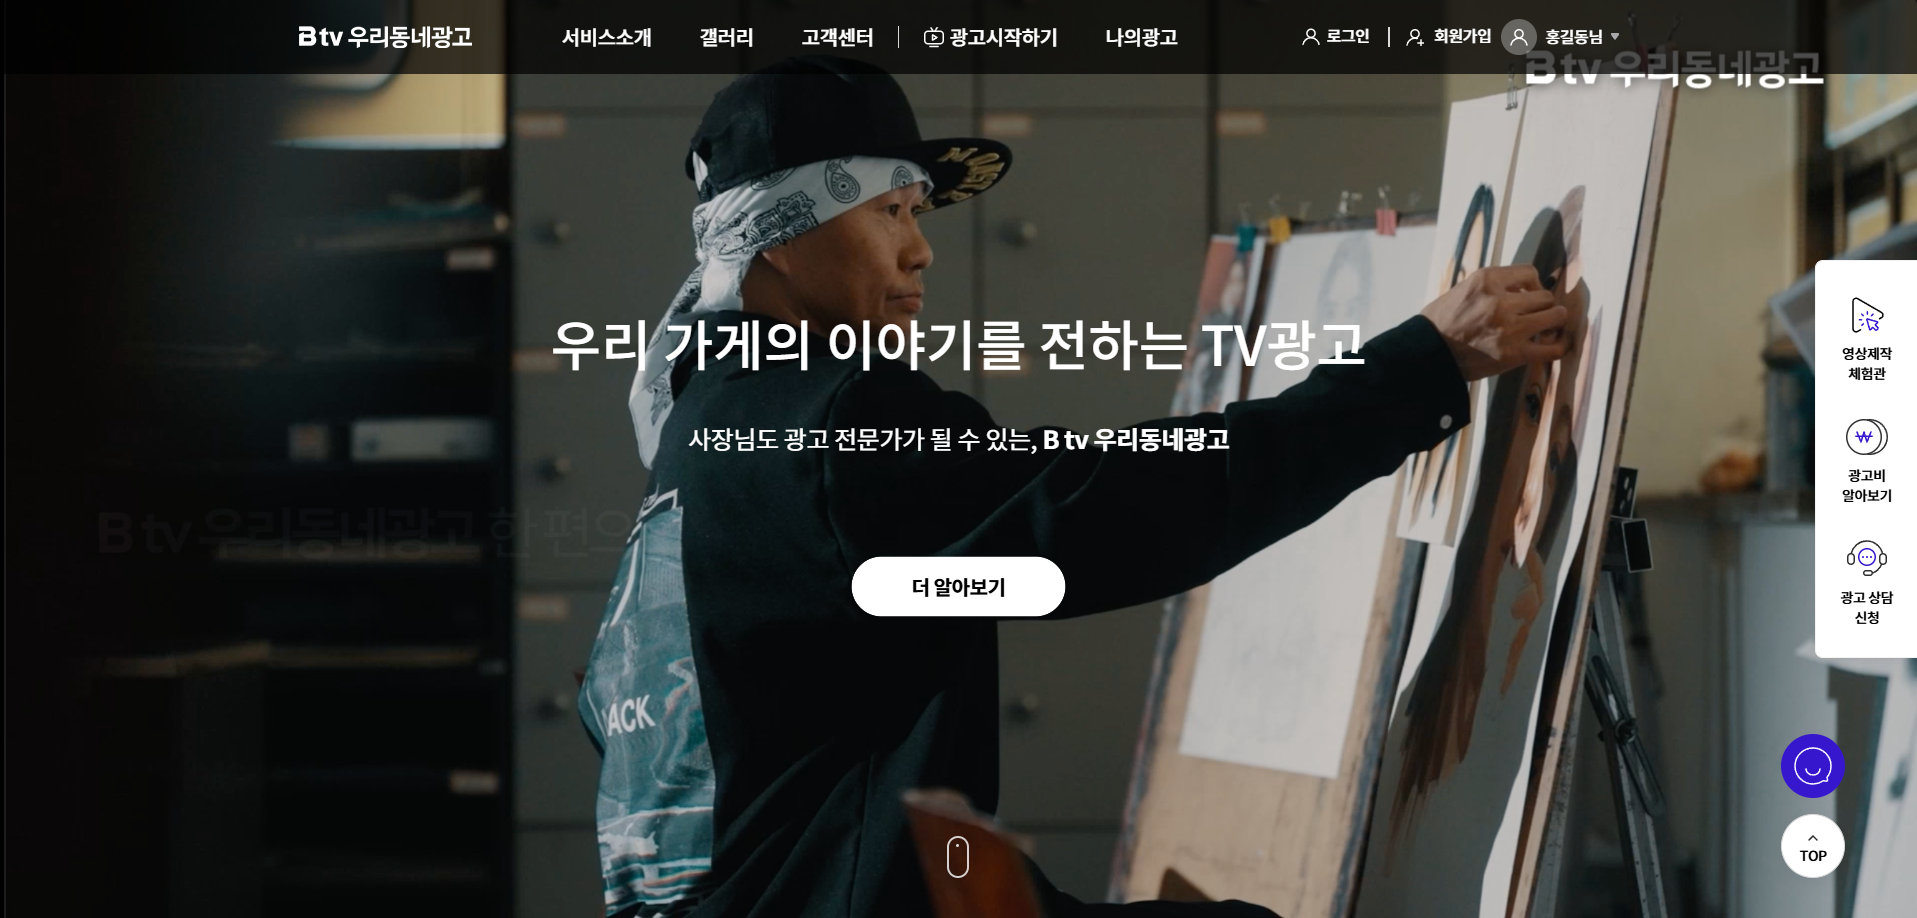 B tv 우리동네광고
서비스소개
갤러리
고객센터
광고시작하기
나의광고
로그인
회원가입
홍길동님
B tv 우리동네광고
우리 가게의 이야기를 전하는 TV광고
사장님도 광고 전문가가 될 수 있는, B tv 우리동네광고
B tv 우리동네광고 한 편으
더 알아보기
영상제작
체험관
광고비
알아보기
광고 상담
신청
TOP